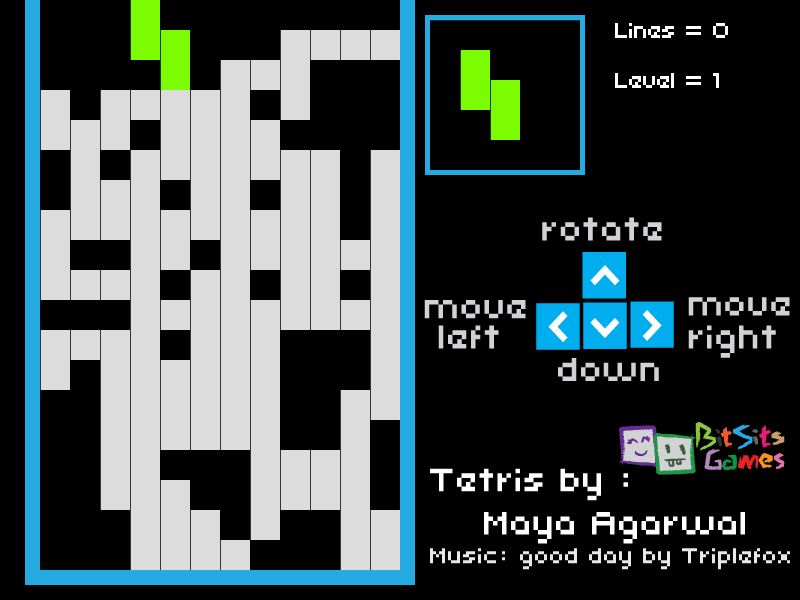 Lines = 0
Level = 1
rotate
move left
move right
down
BitSits Games
Tetris by :
Maya Agarwal
Music: good day by Triplefox